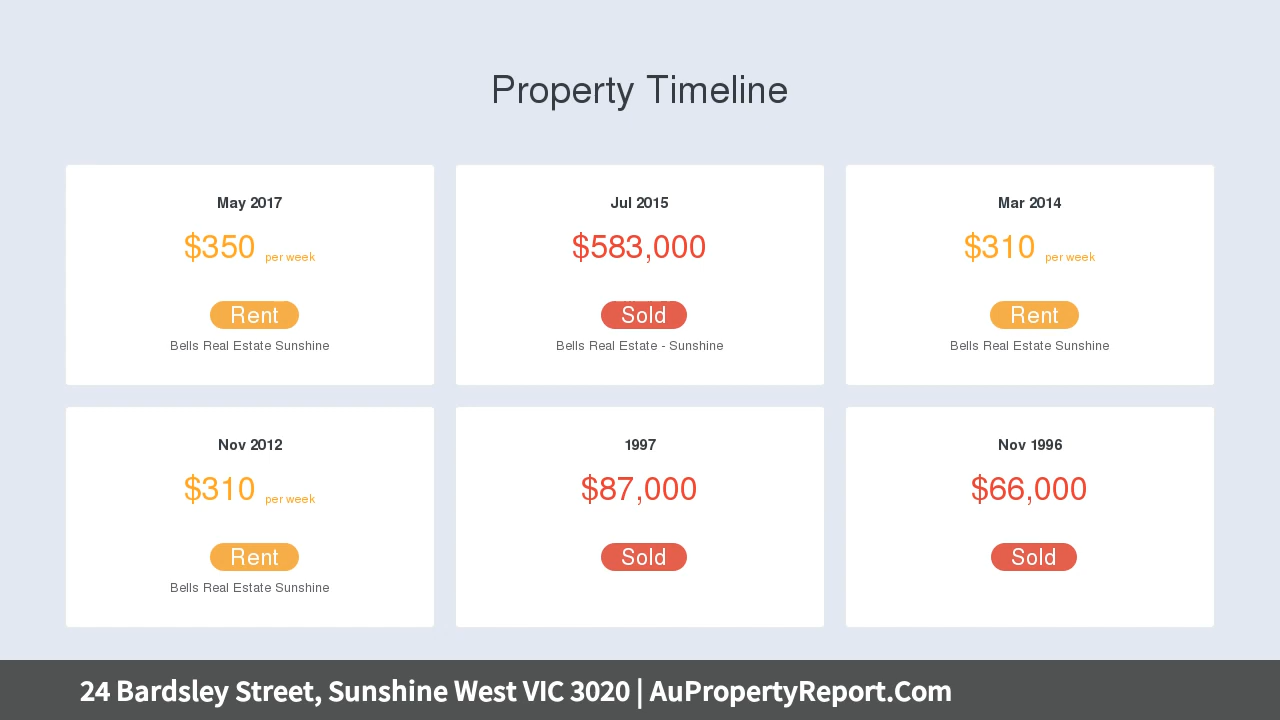 Property Timeline
May 2017
$350 per week
Rent
Bells Real Estate Sunshine
Jul 2015
$583,000
Sold
Bells Real Estate - Sunshine
Mar 2014
$310 per week
Rent
Bells Real Estate Sunshine
Nov 2012
$310 per week
Rent
Bells Real Estate Sunshine
1997
$87,000
Sold
Nov 1996
$66,000
Sold
24 Bardsley Street, Sunshine West VIC 3020 | AuPropertyReport.Com